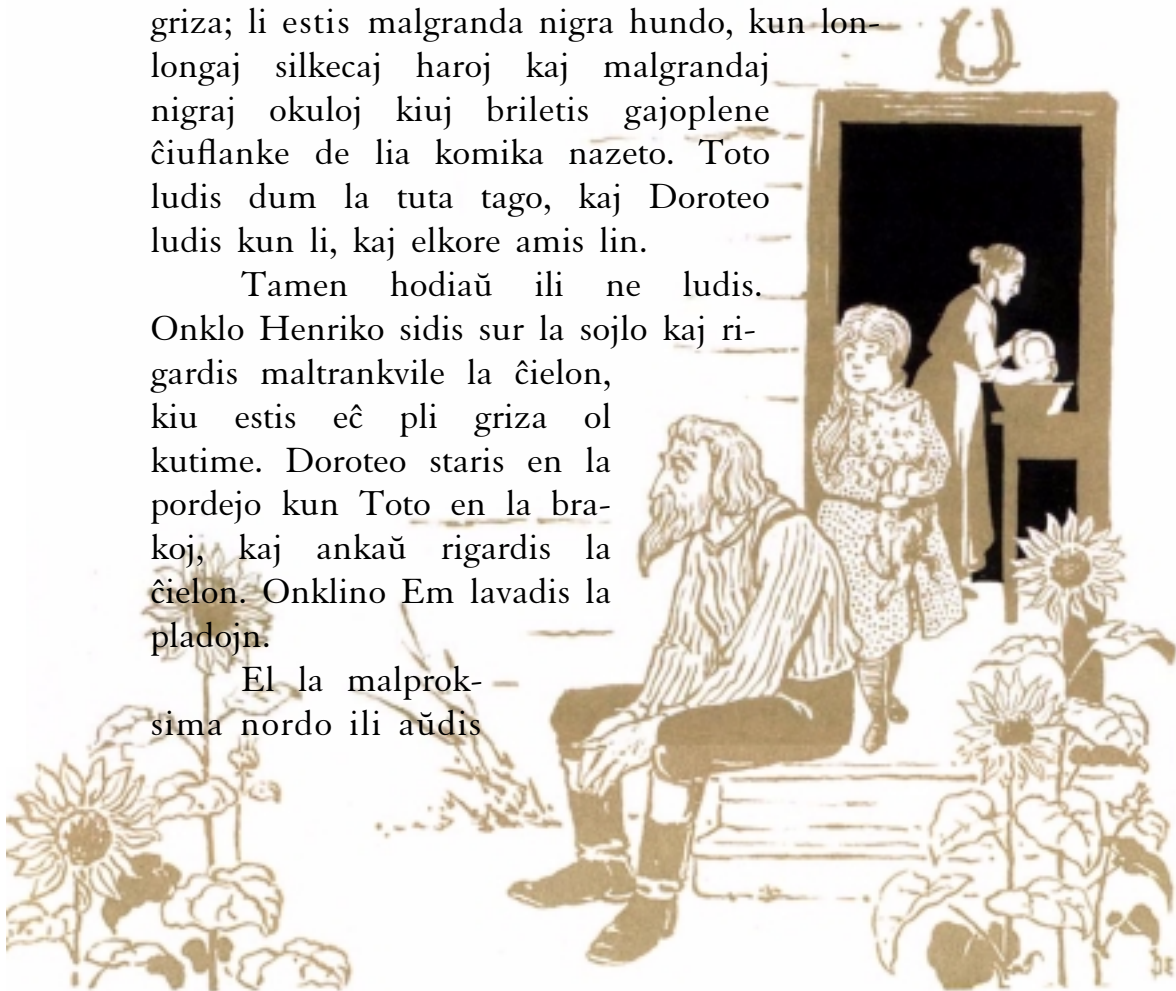 griza; li estis malgranda nigra hundo, kun lon-
longaj silkecaj haroj kaj malgrandaj
nigraj okuloj kiuj briletis gajoplene
ĉiuflanke de lia komika nazeto. Toto
ludis dum la tuta tago, kaj Doroteo
ludis kun li, kaj elkore amis lin.
Tamen hodiaŭ ili ne ludis.
Onklo Henriko sidis sur la sojlo kaj ri-
gardis maltrankvile la ĉielon,
kiu estis eĉ pli griza ol
kutime. Doroteo staris en la
pordejo kun Toto en la bra-
koj, kaj ankaŭ rigardis la
ĉielon. Onklino Em lavadis la
pladojn.
El la malprok-
sima nordo ili aŭdis